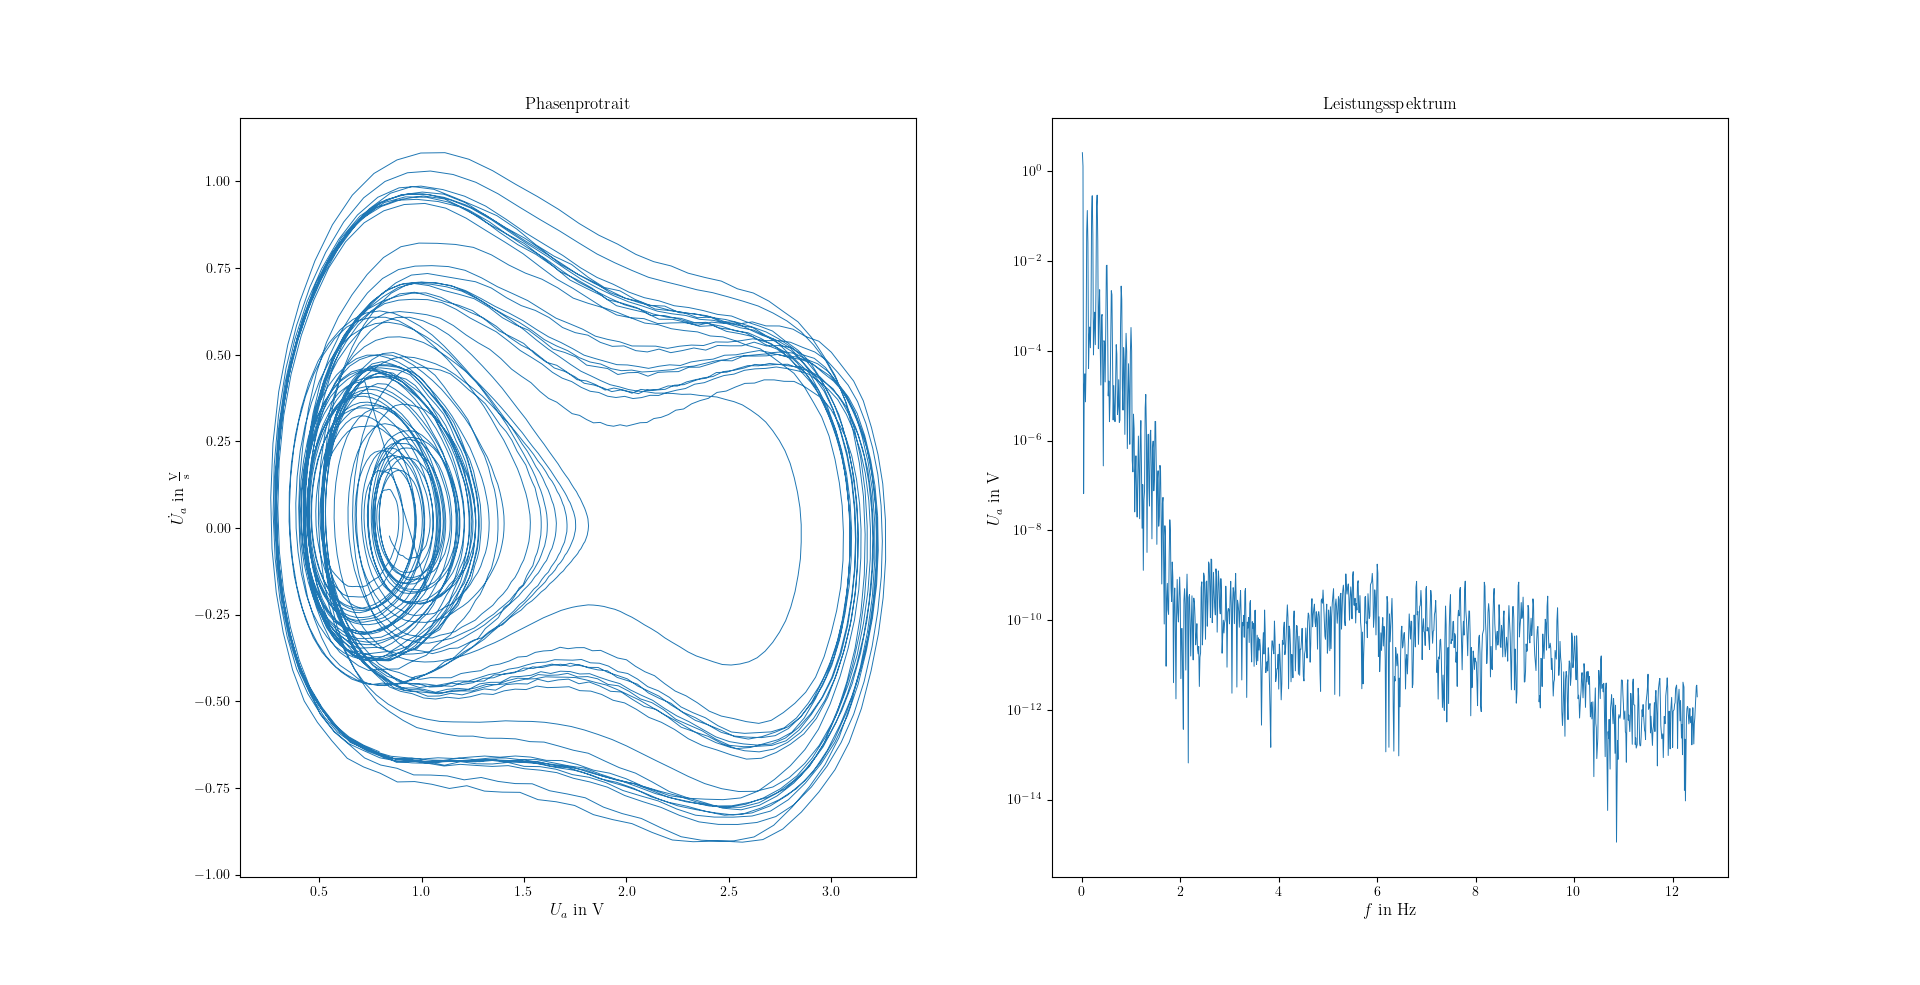 Phasenprotrait
1.00
0.75
0.50
0.25
0.00
−0.25
−0.50
−0.75
−1.00
U̇ₐ in V/s
0.5 1.0 1.5 2.0 2.5 3.0
Uₐ in V
Leistungsspektrum
10⁰
10⁻²
10⁻⁴
10⁻⁶
10⁻⁸
10⁻¹⁰
10⁻¹²
10⁻¹⁴
Uₐ in V
0 2 4 6 8 10 12
f in Hz